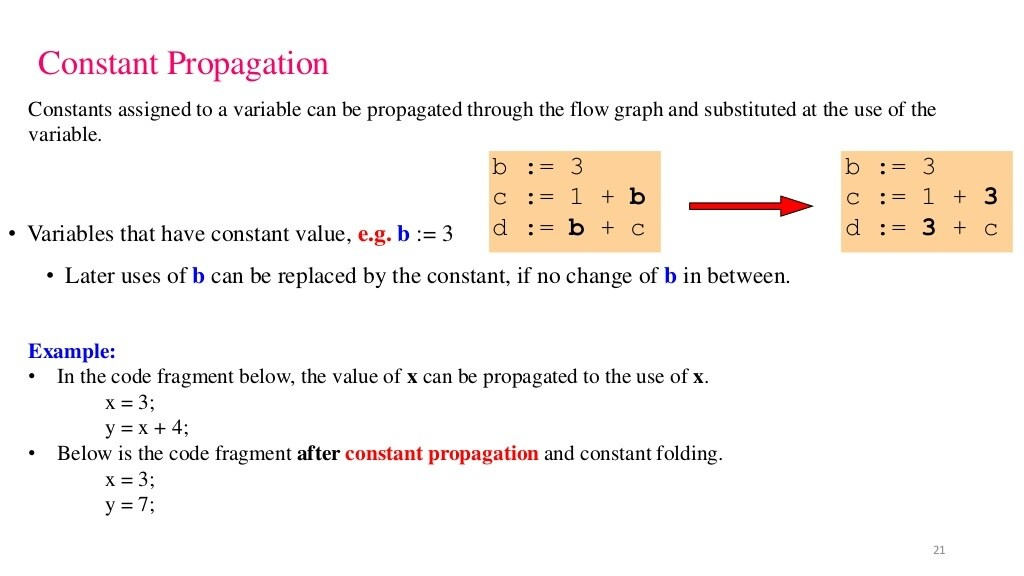 Constant Propagation
Constants assigned to a variable can be propagated through the flow graph and substituted at the use of the
variable.
b := 3
c := 1 + b
d := b + c
b := 3
c := 1 + 3
d := 3 + c
• Variables that have constant value, e.g. b := 3
• Later uses of b can be replaced by the constant, if no change of b in between.
Example:
• In the code fragment below, the value of x can be propagated to the use of x.
x = 3;
y = x + 4;
• Below is the code fragment after constant propagation and constant folding.
x = 3;
y = 7;
21